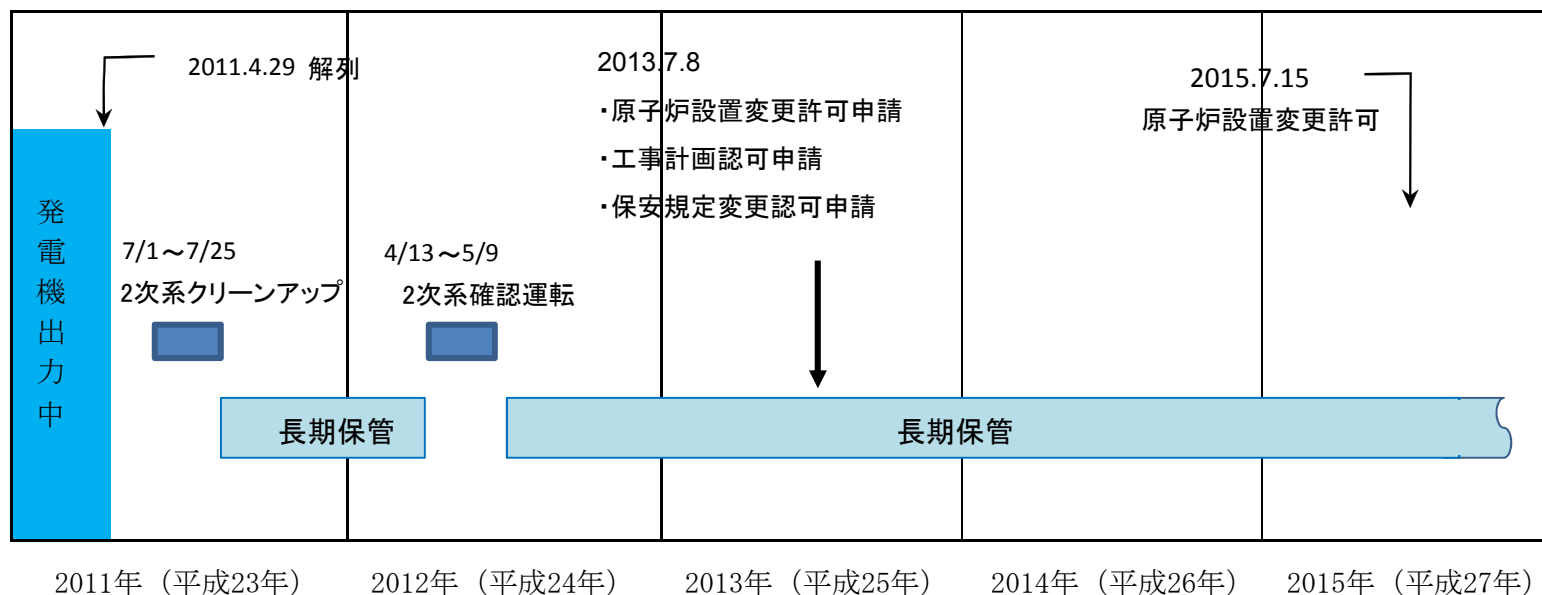 2011.4.29 解列
2013.7.8
・原子炉設置変更許可申請
・工事計画認可申請
・保安規定変更認可申請
2015.7.15
原子炉設置変更許可
発電機出力中
7/1～7/25
2次系クリーンアップ
4/13～5/9
2次系確認運転
長期保管
長期保管
2011年（平成23年）
2012年（平成24年）
2013年（平成25年）
2014年（平成26年）
2015年（平成27年）